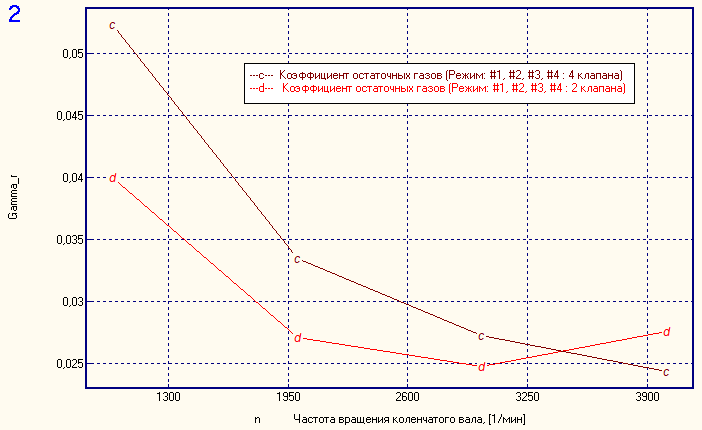 2
c
0,05
---c--- Коэффициент остаточных газов (Режим: #1, #2, #3, #4 : 4 клапана)
---d--- Коэффициент остаточных газов (Режим: #1, #2, #3, #4 : 2 клапана)
0,045
0,04
d
Gamma_r
0,035
c
0,03
d
c
d
0,025
d
c
1300
1950
2600
3250
3900
n Частота вращения коленчатого вала, [1/мин]